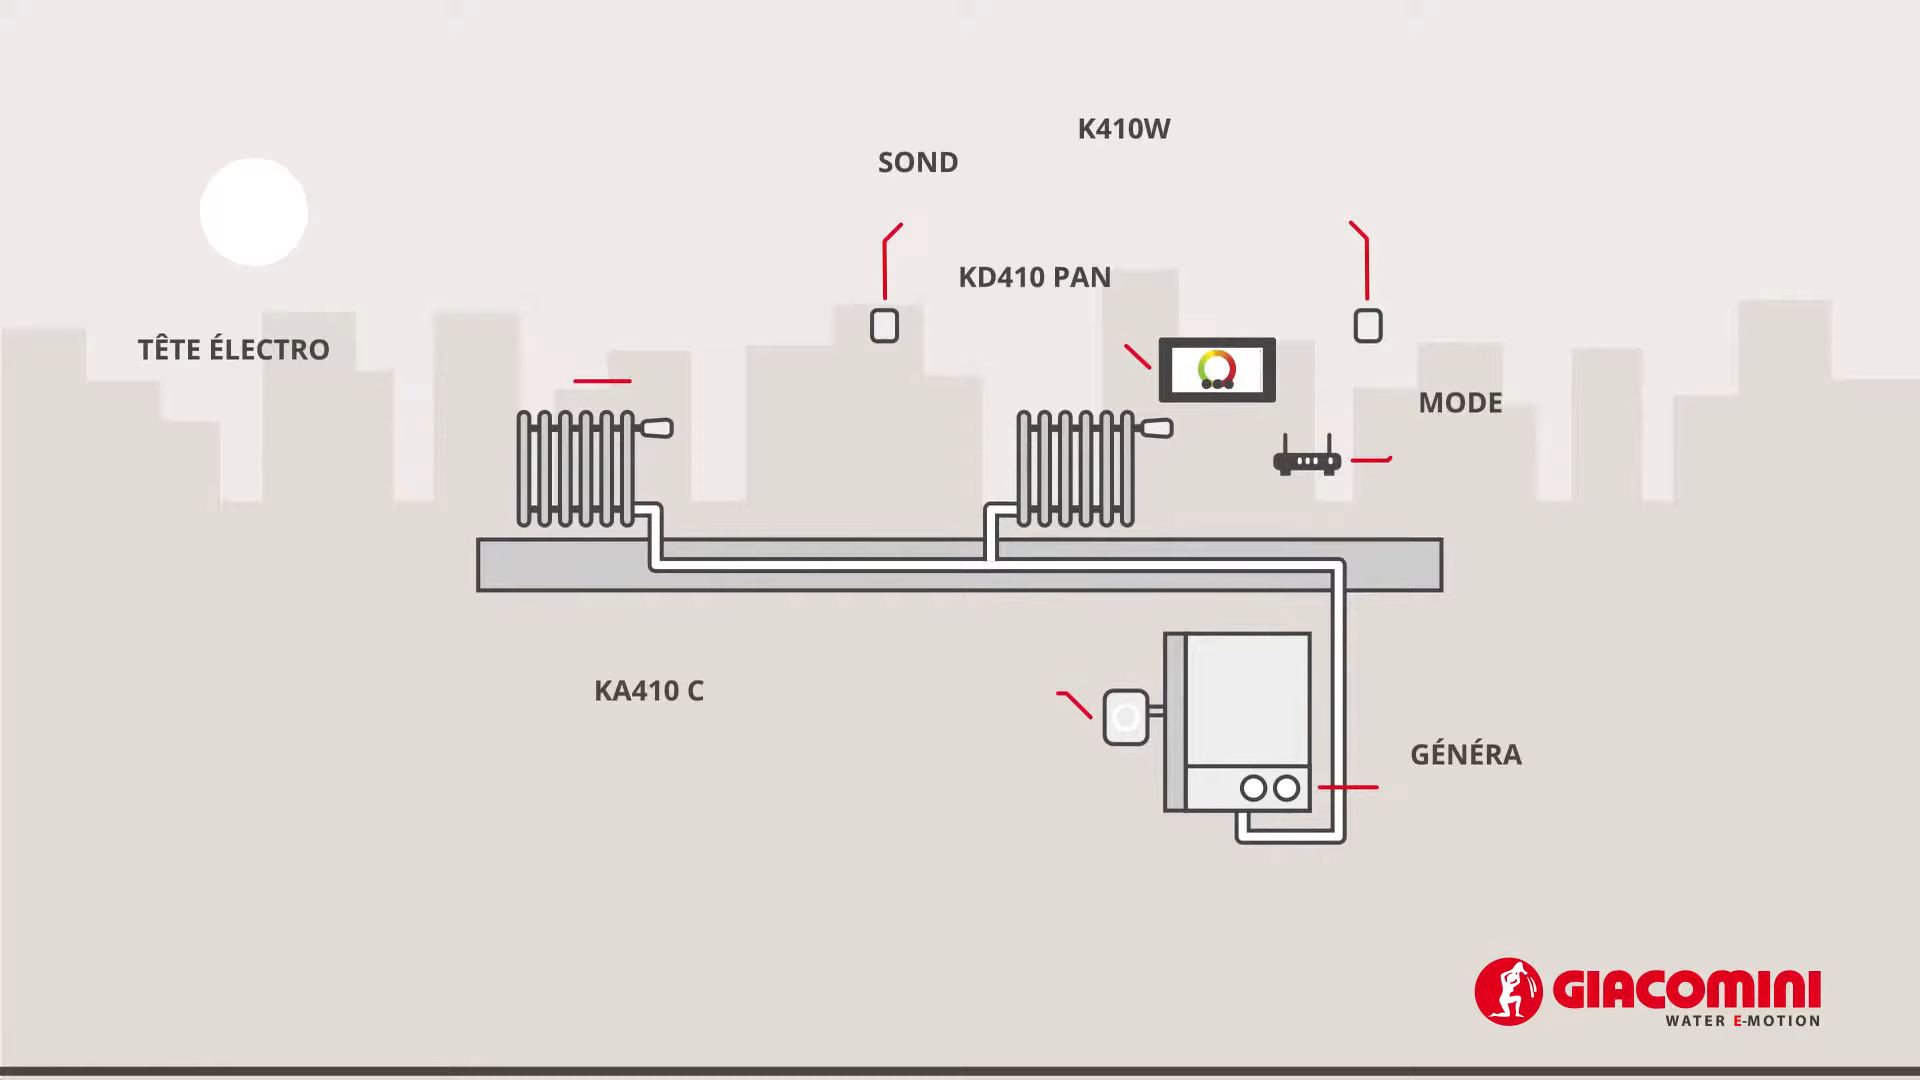 K410W
SOND
KD410 PAN
TÊTE ÉLECTRO
MODE
KA410 C
GÉNÉRA
GIACOMINI
WATER E-MOTION